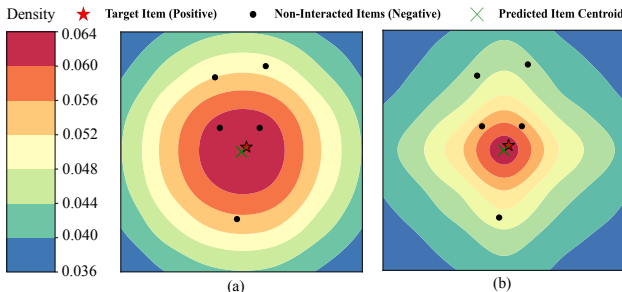 Density
Target Item (Positive)
Non-Interacted Items (Negative)
Predicted Item Centroid
0.064
0.060
0.056
0.052
0.048
0.044
0.040
0.036
(a)
(b)